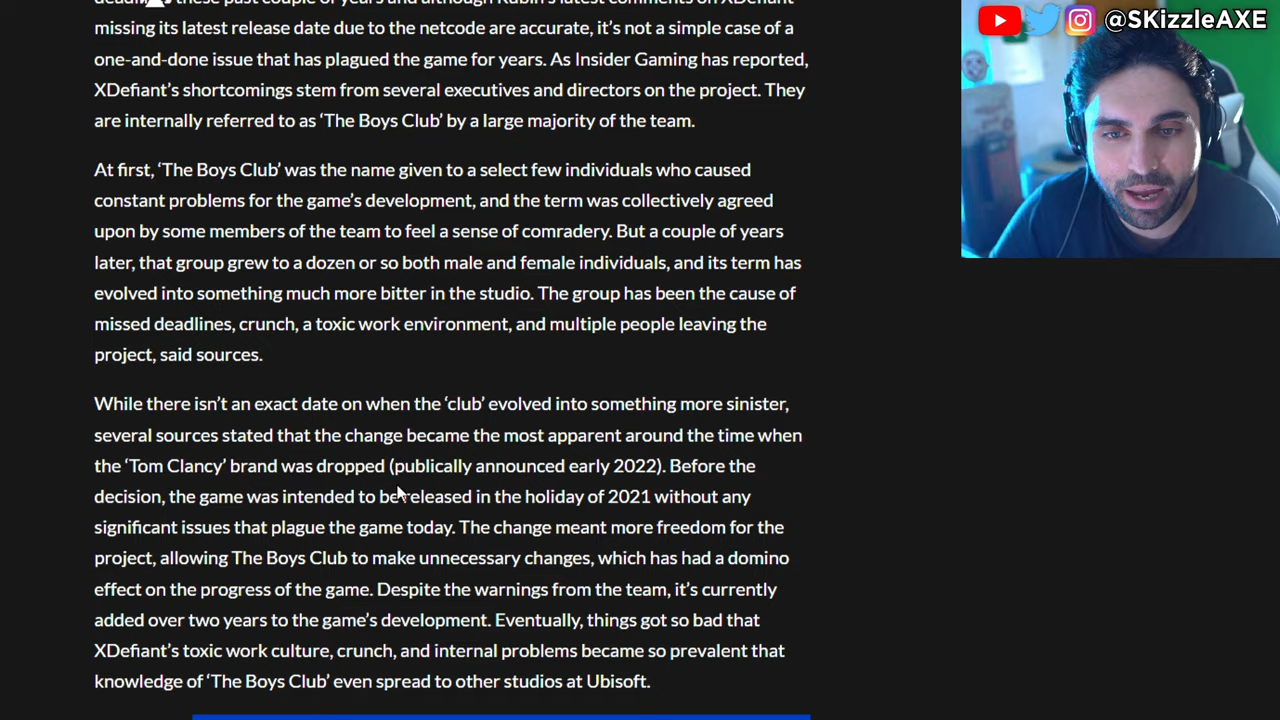 @SKizzleAXE
these past couple of years and although Rubin's latest comments on XDefiant
missing its latest release date due to the netcode are accurate, it's not a simple case of a
one-and-done issue that has plagued the game for years. As Insider Gaming has reported,
XDefiant's shortcomings stem from several executives and directors on the project. They
are internally referred to as 'The Boys Club' by a large majority of the team.
At first, 'The Boys Club' was the name given to a select few individuals who caused
constant problems for the game's development, and the term was collectively agreed
upon by some members of the team to feel a sense of comradery. But a couple of years
later, that group grew to a dozen or so both male and female individuals, and its term has
evolved into something much more bitter in the studio. The group has been the cause of
missed deadlines, crunch, a toxic work environment, and multiple people leaving the
project, said sources.
While there isn't an exact date on when the 'club' evolved into something more sinister,
several sources stated that the change became the most apparent around the time when
the 'Tom Clancy' brand was dropped (publically announced early 2022). Before the
decision, the game was intended to be released in the holiday of 2021 without any
significant issues that plague the game today. The change meant more freedom for the
project, allowing The Boys Club to make unnecessary changes, which has had a domino
effect on the progress of the game. Despite the warnings from the team, it's currently
added over two years to the game's development. Eventually, things got so bad that
XDefiant's toxic work culture, crunch, and internal problems became so prevalent that
knowledge of 'The Boys Club' even spread to other studios at Ubisoft.